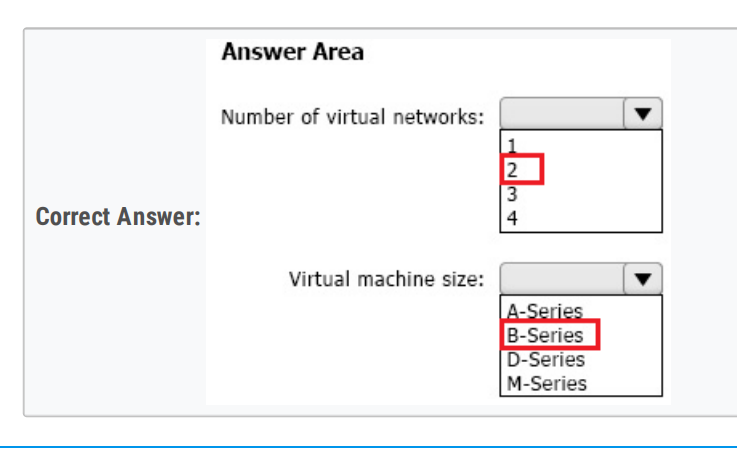 Answer Area
Number of virtual networks:
1
2
3
4
Correct Answer:
Virtual machine size:
A-Series
B-Series
D-Series
M-Series